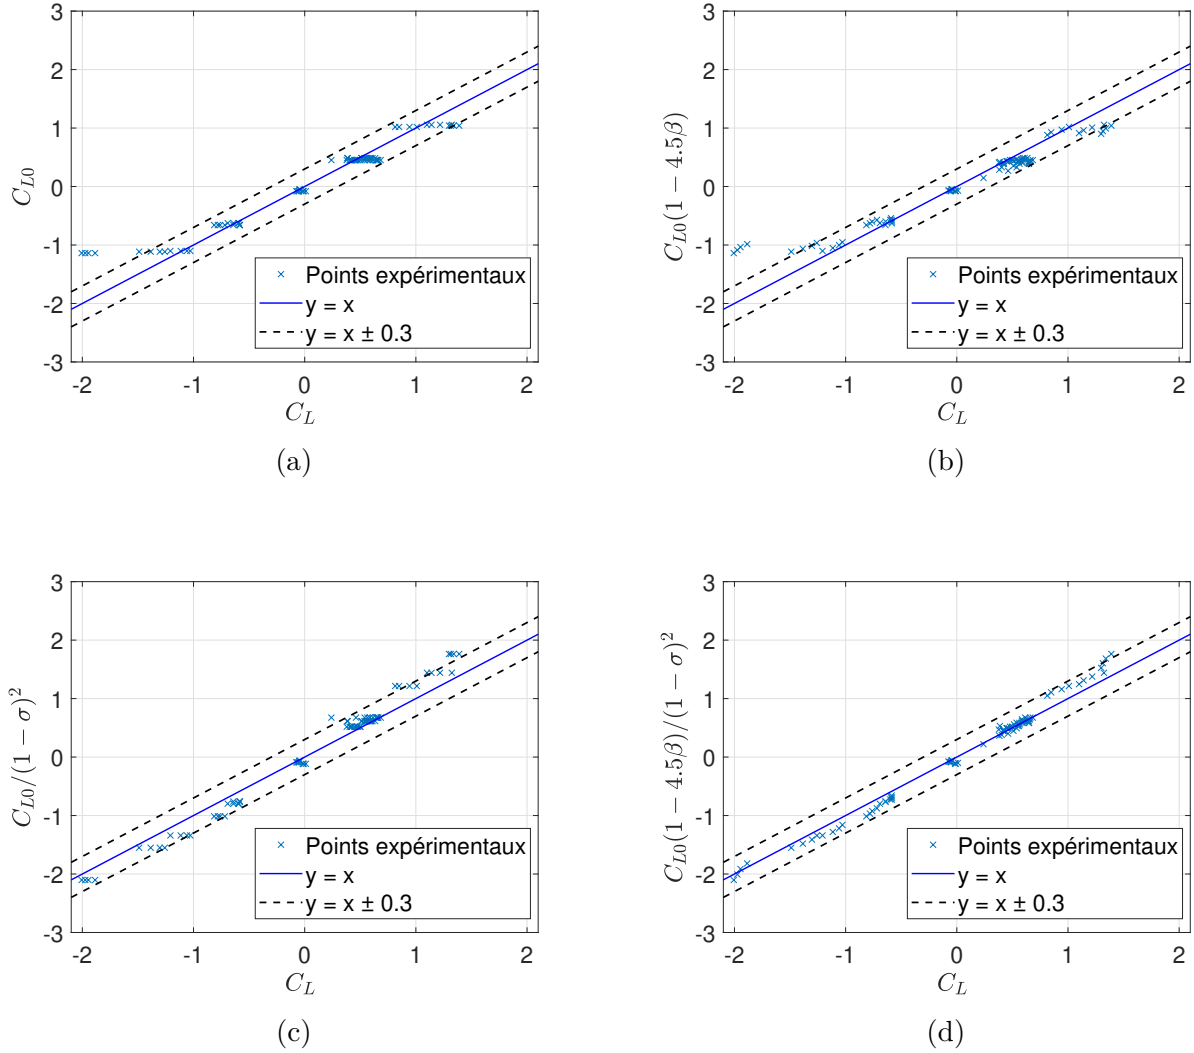 3
2
1
0
-1
-2
-3
-2 -1 0 1 2
C_{L0}
C_L
Points expérimentaux
y = x
y = x ± 0.3
(a)
3
2
1
0
-1
-2
-3
-2 -1 0 1 2
C_{L0}(1 − 4.5β)
C_L
Points expérimentaux
y = x
y = x ± 0.3
(b)
3
2
1
0
-1
-2
-3
-2 -1 0 1 2
C_{L0}/(1 − σ)^2
C_L
Points expérimentaux
y = x
y = x ± 0.3
(c)
3
2
1
0
-1
-2
-3
-2 -1 0 1 2
C_{L0}(1 − 4.5β)/(1 − σ)^2
C_L
Points expérimentaux
y = x
y = x ± 0.3
(d)